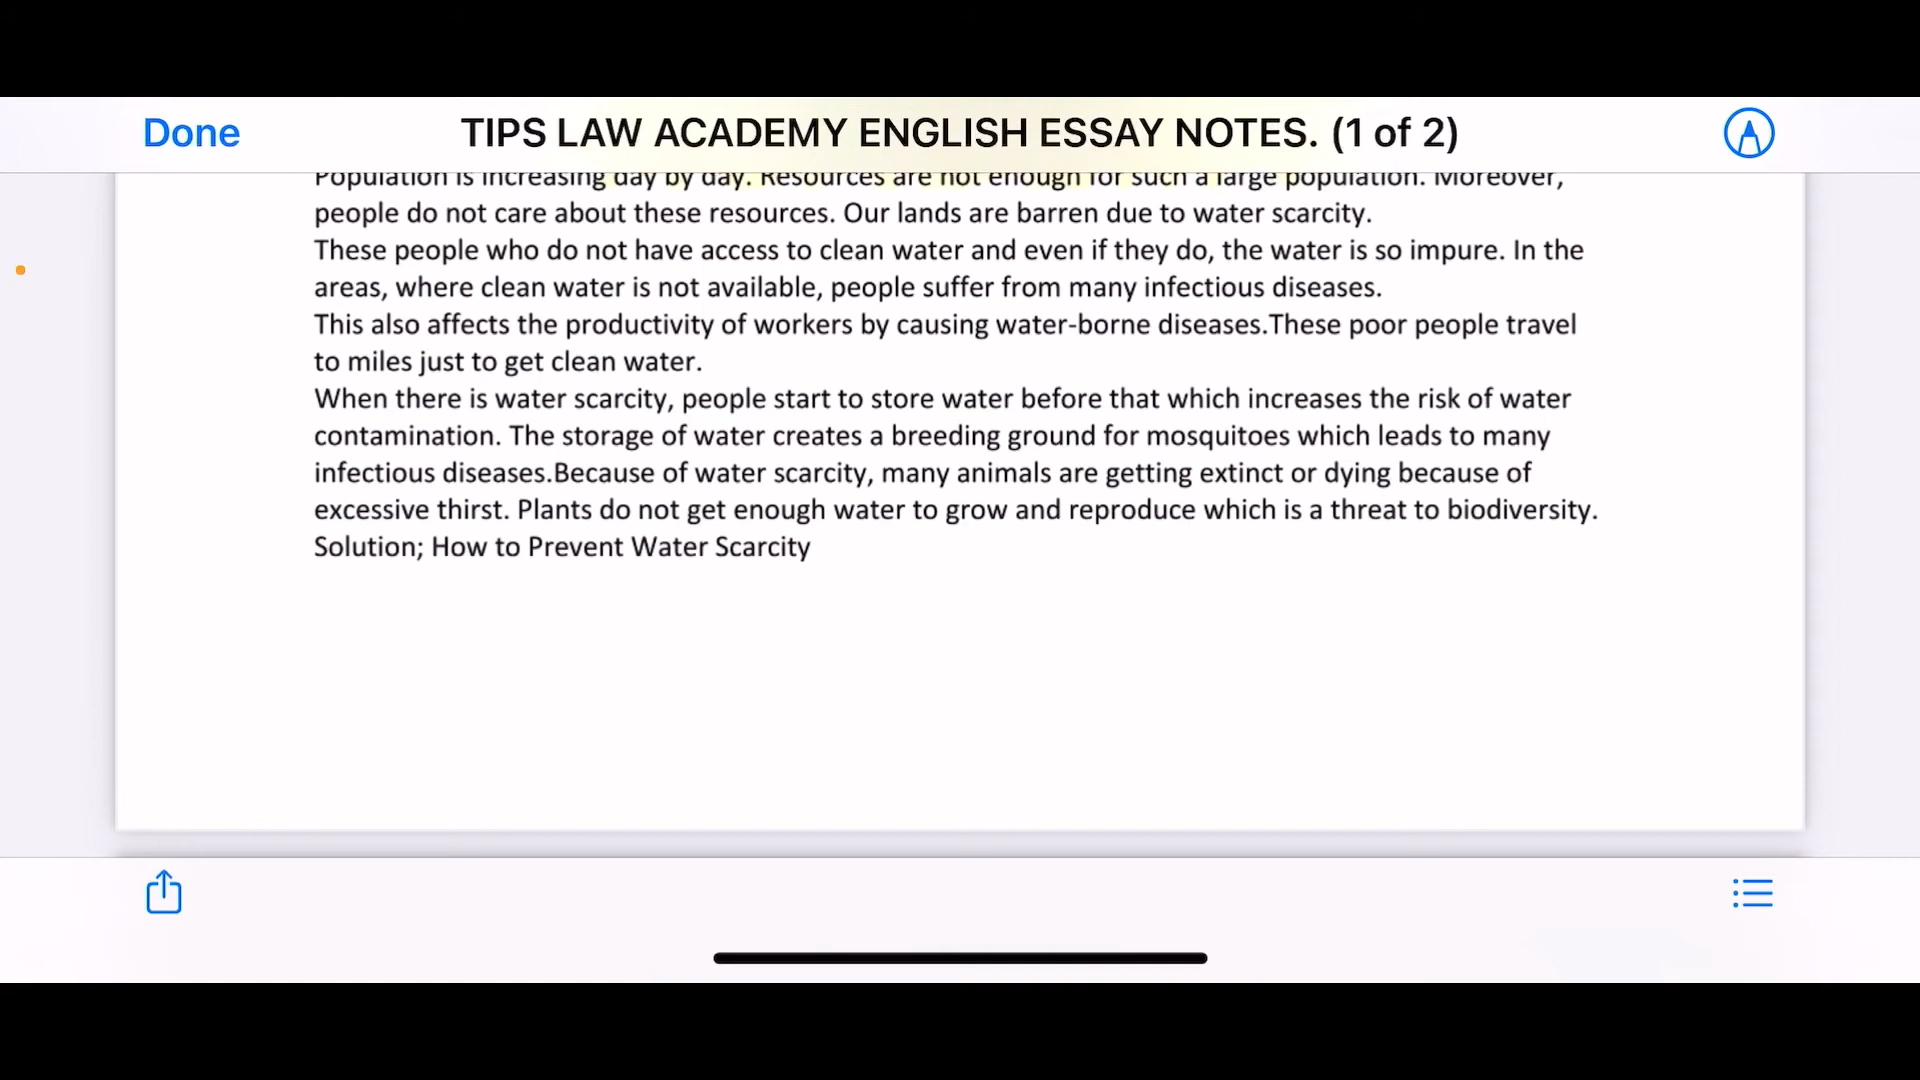 Done
TIPS LAW ACADEMY ENGLISH ESSAY NOTES. (1 of 2)
Population is increasing day by day. Resources are not enough for such a large population. Moreover,
people do not care about these resources. Our lands are barren due to water scarcity.
These people who do not have access to clean water and even if they do, the water is so impure. In the
areas, where clean water is not available, people suffer from many infectious diseases.
This also affects the productivity of workers by causing water-borne diseases.These poor people travel
to miles just to get clean water.
When there is water scarcity, people start to store water before that which increases the risk of water
contamination. The storage of water creates a breeding ground for mosquitoes which leads to many
infectious diseases.Because of water scarcity, many animals are getting extinct or dying because of
excessive thirst. Plants do not get enough water to grow and reproduce which is a threat to biodiversity.
Solution; How to Prevent Water Scarcity